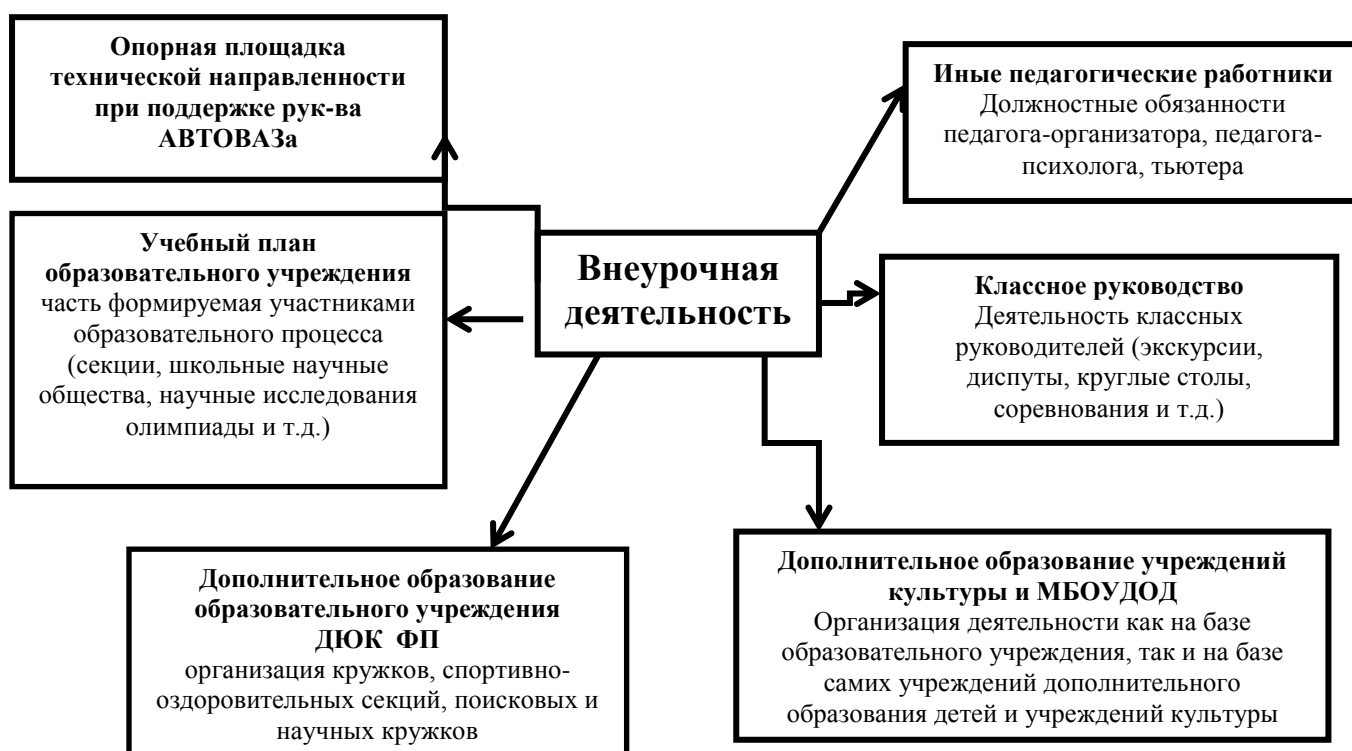 Опорная площадка
технической направленности
при поддержке рук-ва
АВТОВАЗа
Иные педагогические работники
Должностные обязанности
педагога-организатора, педагога-
психолога, тьютера
Учебный план
образовательного учреждения
часть формируемая участниками
образовательного процесса
(секции, школьные научные
общества, научные исследования
олимпиады и т.д.)
Внеурочная
деятельность
Классное руководство
Деятельность классных
руководителей (экскурсии,
диспуты, круглые столы,
соревнования и т.д.)
Дополнительное образование
образовательного учреждения
ДЮК ФП
организация кружков, спортивно-
оздоровительных секций, поисковых и
научных кружков
Дополнительное образование учреждений
культуры и МБОУДОД
Организация деятельности как на базе
образовательного учреждения, так и на базе
самих учреждений дополнительного
образования детей и учреждений культуры